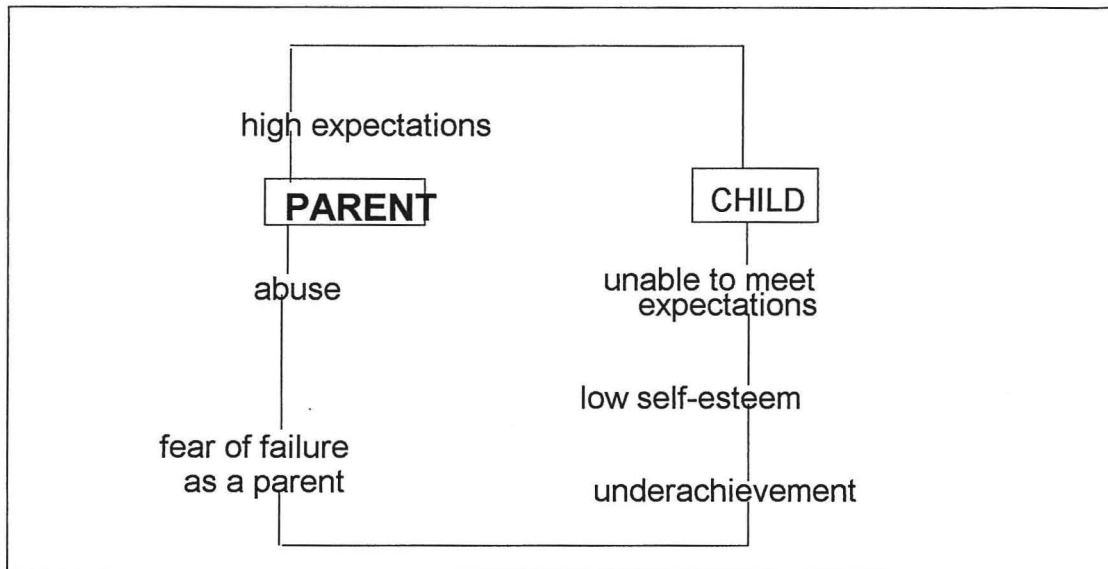 high expectations
PARENT
CHILD
abuse
unable to meet
expectations
low self-esteem
fear of failure
as a parent
underachievement